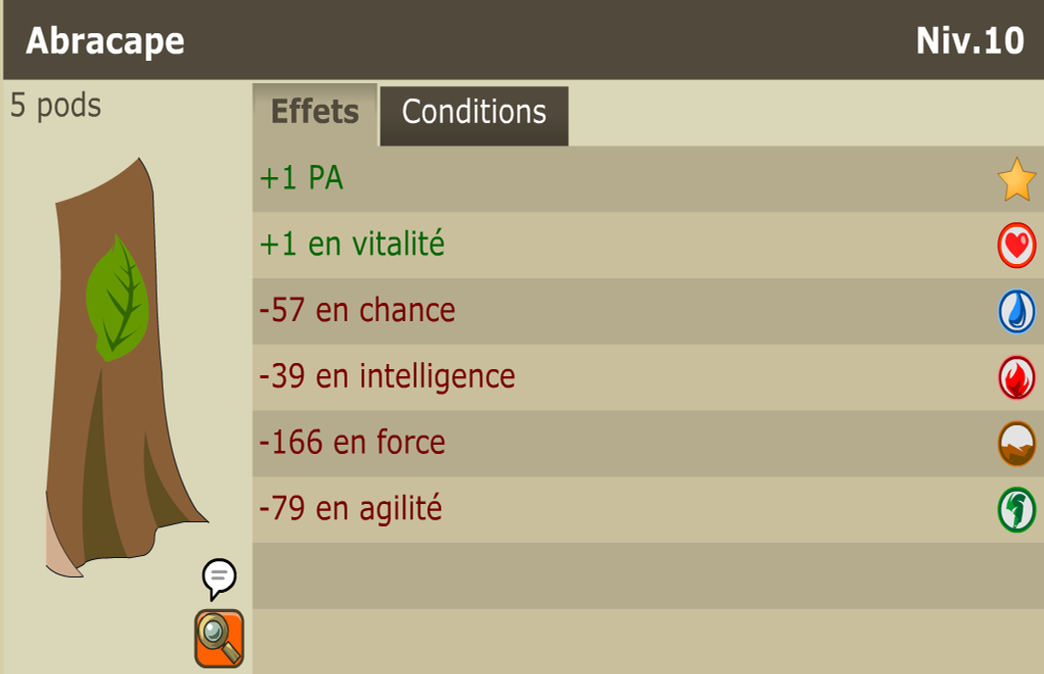 Abracape
Niv.10
5 pods
Effets
Conditions
+1 PA
+1 en vitalité
-57 en chance
-39 en intelligence
-166 en force
-79 en agilité